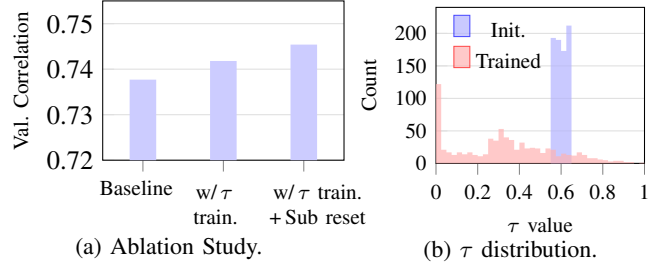 0.75
0.74
0.73
0.72
Val. Correlation
Baseline
w/ τ
train.
w/ τ train.
+ Sub reset
(a) Ablation Study.
200
150
100
50
0
Count
Init.
Trained
0 0.2 0.4 0.6 0.8 1
τ value
(b) τ distribution.